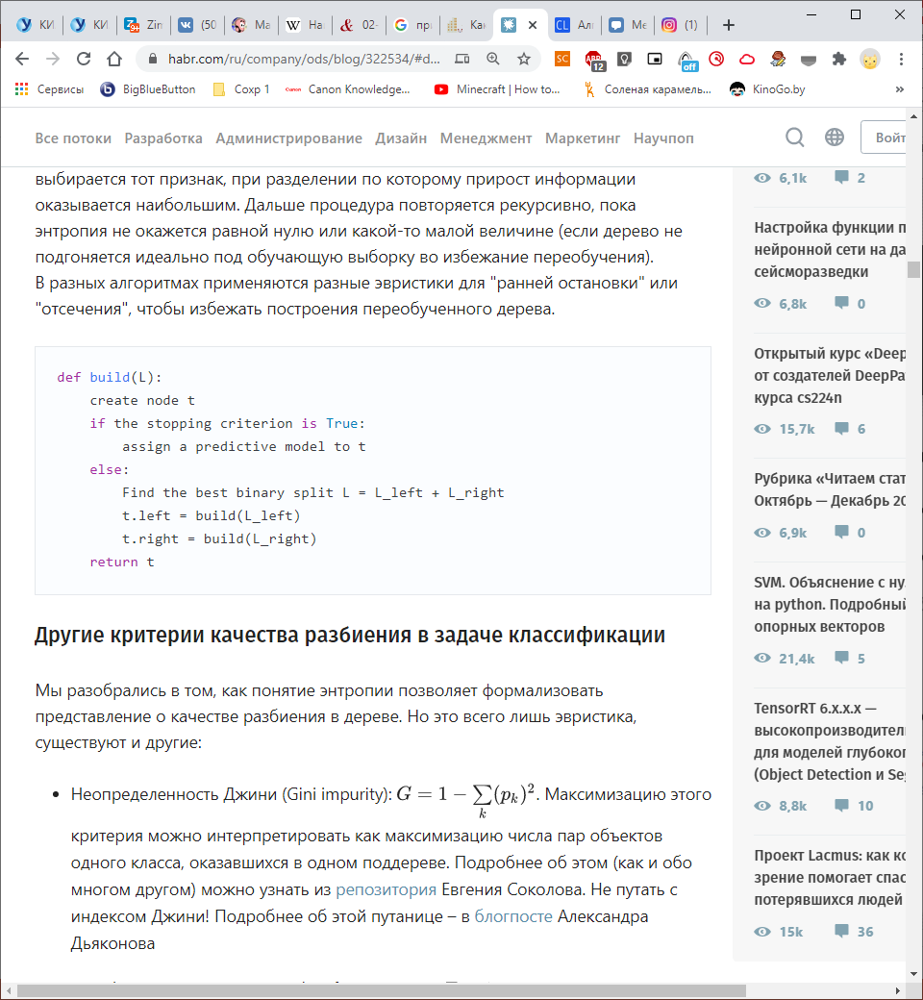 КИ
КИ
Zin
(50
Ма
На
02-
пр
Ка
Ал
Ме
(1)
habr.com/ru/company/ods/blog/322534/#d...
SC
ABP
12
off
Сервисы
BigBlueButton
Сохр 1
Canon Knowledge...
Minecraft | How to...
Соленая карамель...
KinoGo.by
»
Все потоки Разработка Администрирование Дизайн Менеджмент Маркетинг Научпоп
Войт
выбирается тот признак, при разделении по которому прирост информации
оказывается наибольшим. Дальше процедура повторяется рекурсивно, пока
энтропия не окажется равной нулю или какой-то малой величине (если дерево не
подгоняется идеально под обучающую выборку во избежание переобучения).
В разных алгоритмах применяются разные эвристики для "ранней остановки" или
"отсечения", чтобы избежать построения переобученного дерева.
def build(L):
create node t
if the stopping criterion is True:
assign a predictive model to t
else:
Find the best binary split L = L_left + L_right
t.left = build(L_left)
t.right = build(L_right)
return t
Другие критерии качества разбиения в задаче классификации
Мы разобрались в том, как понятие энтропии позволяет формализовать
представление о качестве разбиения в дереве. Но это всего лишь эвристика,
существуют и другие:
• Неопределенность Джини (Gini impurity): G = 1 − ∑k (pk)². Максимизацию этого
критерия можно интерпретировать как максимизацию числа пар объектов
одного класса, оказавшихся в одном поддереве. Подробнее об этом (как и обо
многом другом) можно узнать из репозитория Евгения Соколова. Не путать с
индексом Джини! Подробнее об этой путанице – в блогпосте Александра
Дьяконова
6,1k 2
Настройка функции п
нейронной сети на да
сейсморазведки
6,8k 0
Открытый курс «Deep
от создателей DeepPa
курса cs224n
15,7k 6
Рубрика «Читаем стат
Октябрь — Декабрь 20
6,9k 0
SVM. Объяснение с ну
на python. Подробный
опорных векторов
21,4k 5
TensorRT 6.x.x.x —
высокопроизводитель
для моделей глубоког
(Object Detection и Se
8,8k 10
Проект Lacmus: как ко
зрение помогает спас
потерявшихся людей
15k 36